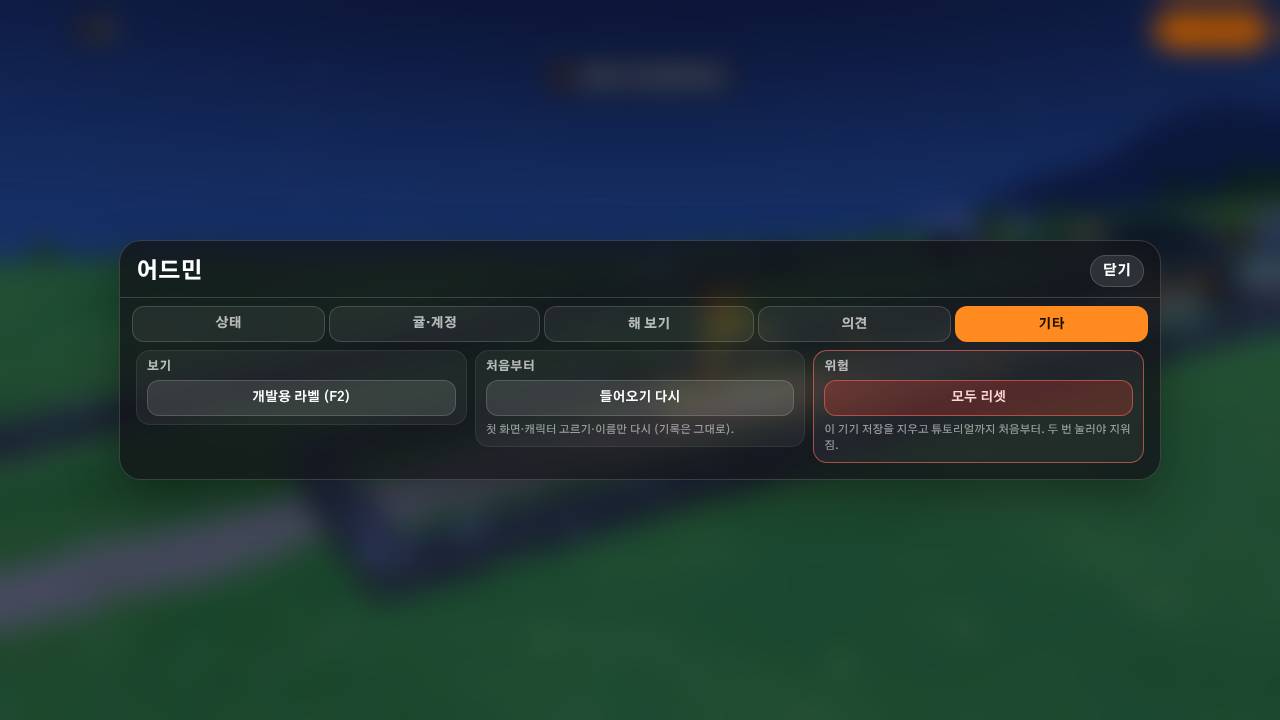 어드민
닫기
상태
귤·계정
해 보기
의견
기타
보기
개발용 라벨 (F2)
처음부터
들어오기 다시
첫 화면·캐릭터 고르기·이름만 다시 (기록은 그대로).
위험
모두 리셋
이 기기 저장을 지우고 튜토리얼까지 처음부터. 두 번 눌러야 지워
짐.